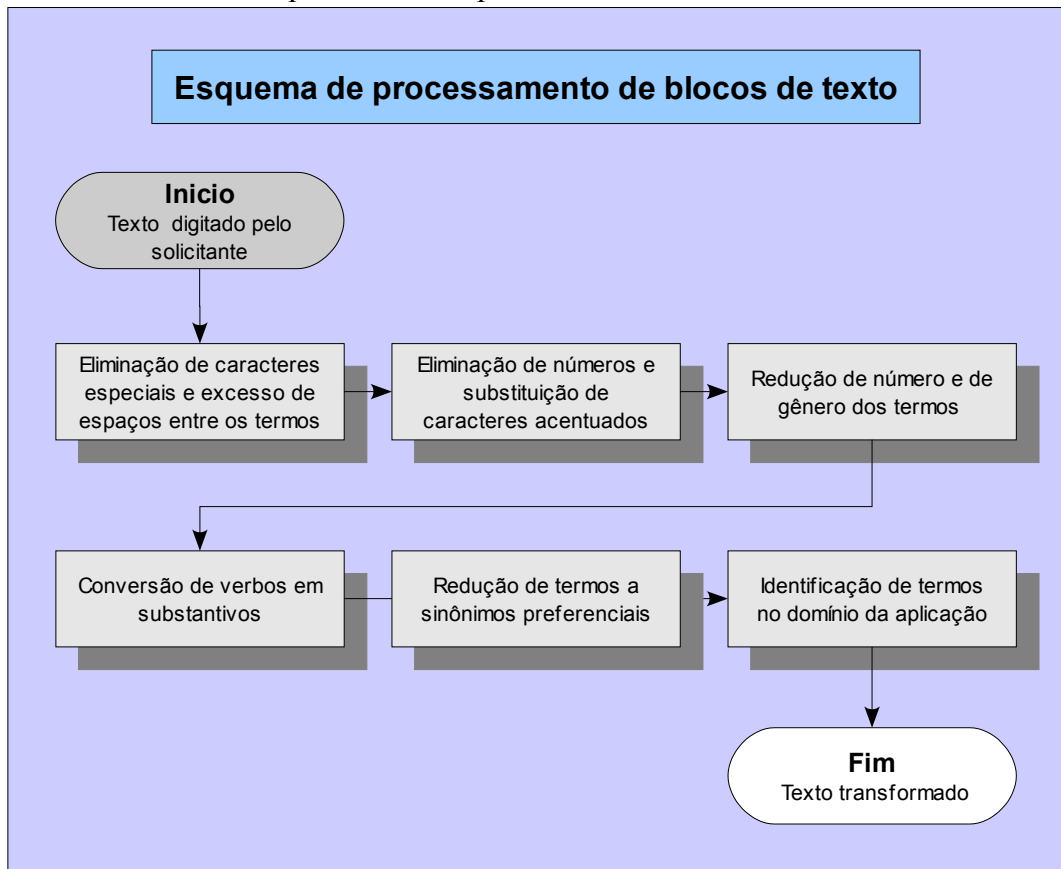 Esquema de processamento de blocos de texto
Inicio
Texto digitado pelo
solicitante
Eliminação de caracteres
especiais e excesso de
espaços entre os termos
Eliminação de números e
substituição de
caracteres acentuados
Redução de número e de
gênero dos termos
Conversão de verbos em
substantivos
Redução de termos a
sinônimos preferenciais
Identificação de termos
no domínio da aplicação
Fim
Texto transformado